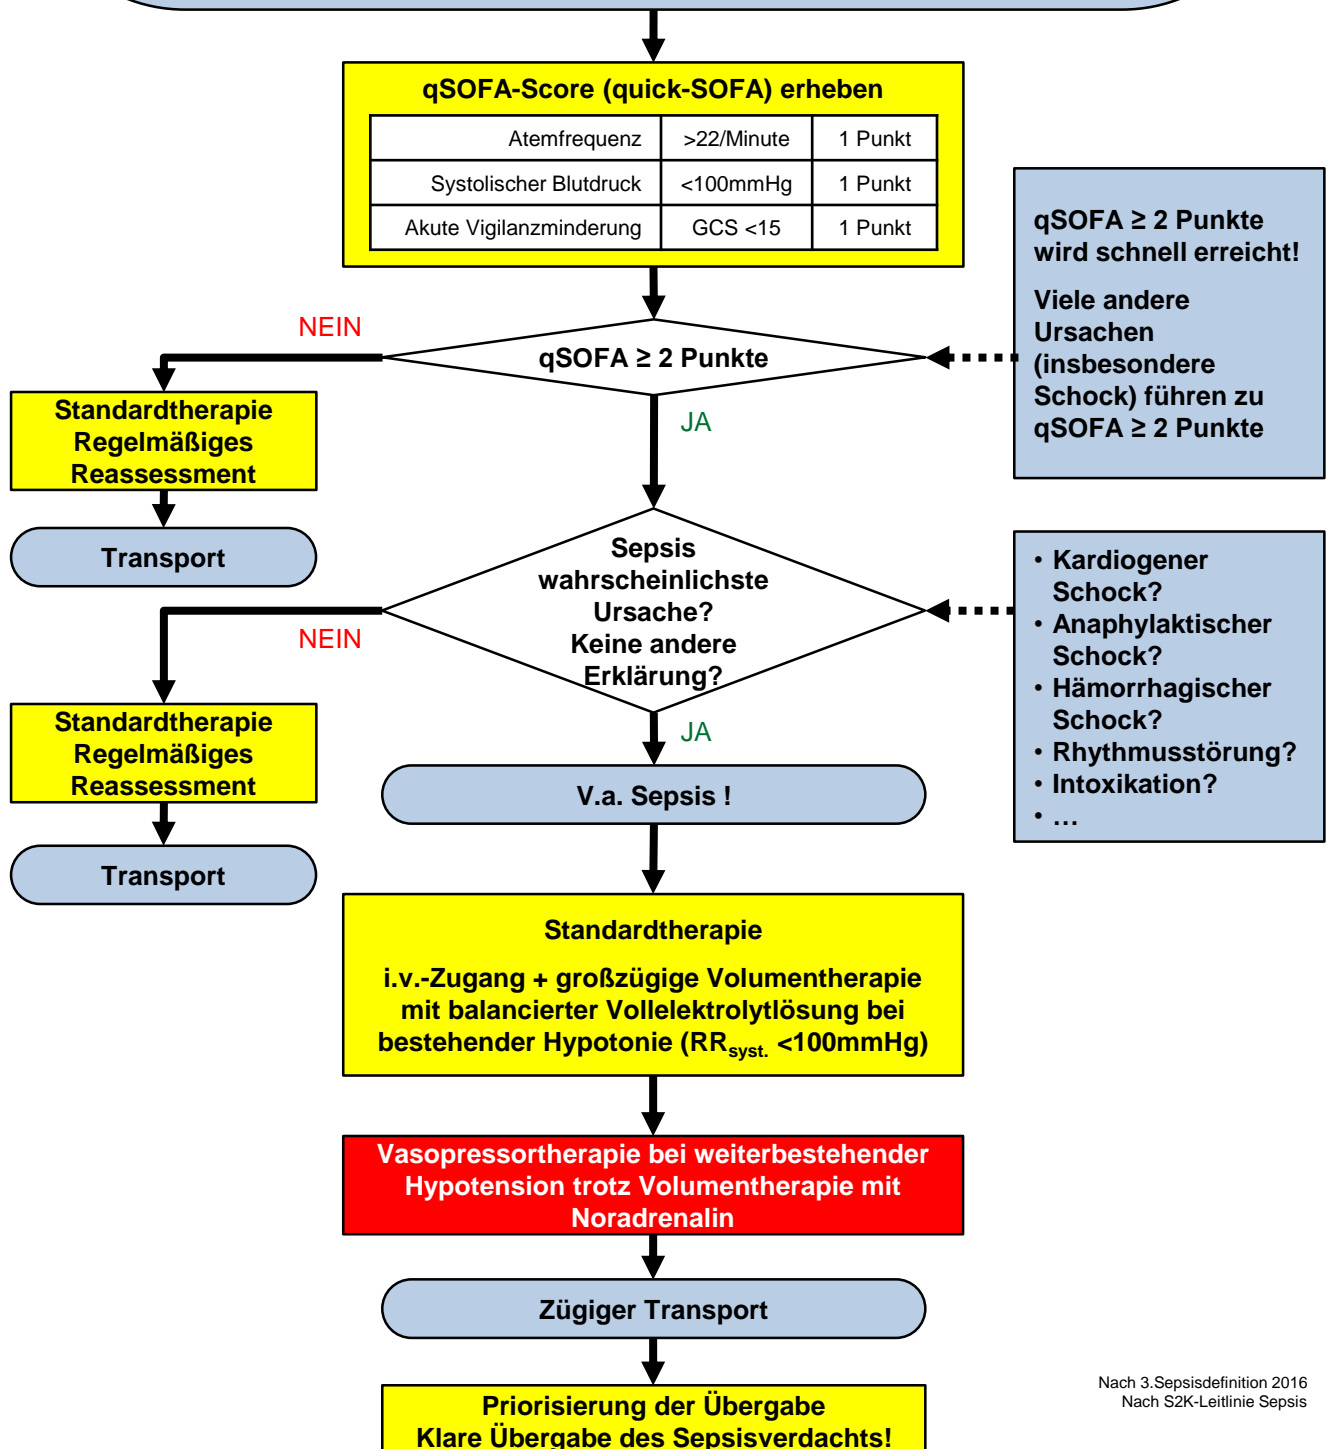 qSOFA-Score (quick-SOFA) erheben
Atemfrequenz >22/Minute 1 Punkt
Systolischer Blutdruck <100mmHg 1 Punkt
Akute Vigilanzminderung GCS <15 1 Punkt
qSOFA ≥ 2 Punkte
wird schnell erreicht!
Viele andere
Ursachen
(insbesondere
Schock) führen zu
qSOFA ≥ 2 Punkte
NEIN
qSOFA ≥ 2 Punkte
JA
Standardtherapie
Regelmäßiges
Reassessment
Transport
Sepsis
wahrscheinlichste
Ursache?
Keine andere
Erklärung?
• Kardiogener
Schock?
• Anaphylaktischer
Schock?
• Hämorrhagischer
Schock?
• Rhythmusstörung?
• Intoxikation?
• …
NEIN
JA
Standardtherapie
Regelmäßiges
Reassessment
Transport
V.a. Sepsis !
Standardtherapie
i.v.-Zugang + großzügige Volumentherapie
mit balancierter Vollelektrolytlösung bei
bestehender Hypotonie (RRsyst. <100mmHg)
Vasopressortherapie bei weiterbestehender
Hypotension trotz Volumentherapie mit
Noradrenalin
Zügiger Transport
Priorisierung der Übergabe
Klare Übergabe des Sepsisverdachts!
Nach 3.Sepsisdefinition 2016
Nach S2K-Leitlinie Sepsis